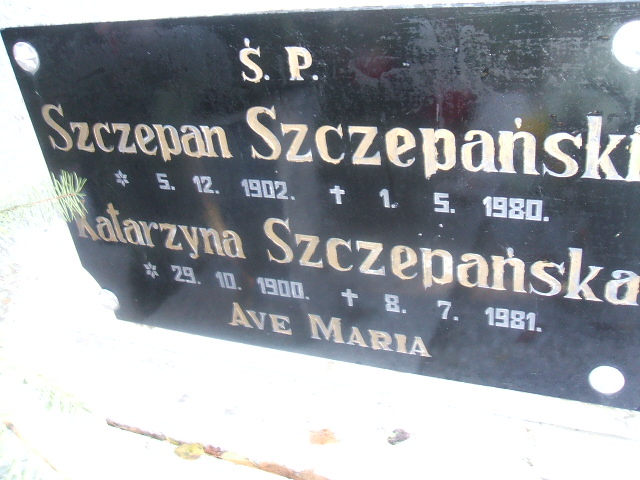 Ś. P.
Szczepan Szczepański
* 5. 12. 1902. † 1. 5. 1980.
Katarzyna Szczepańska
* 29. 10. 1900. † 8. 7. 1981.
AVE MARIA